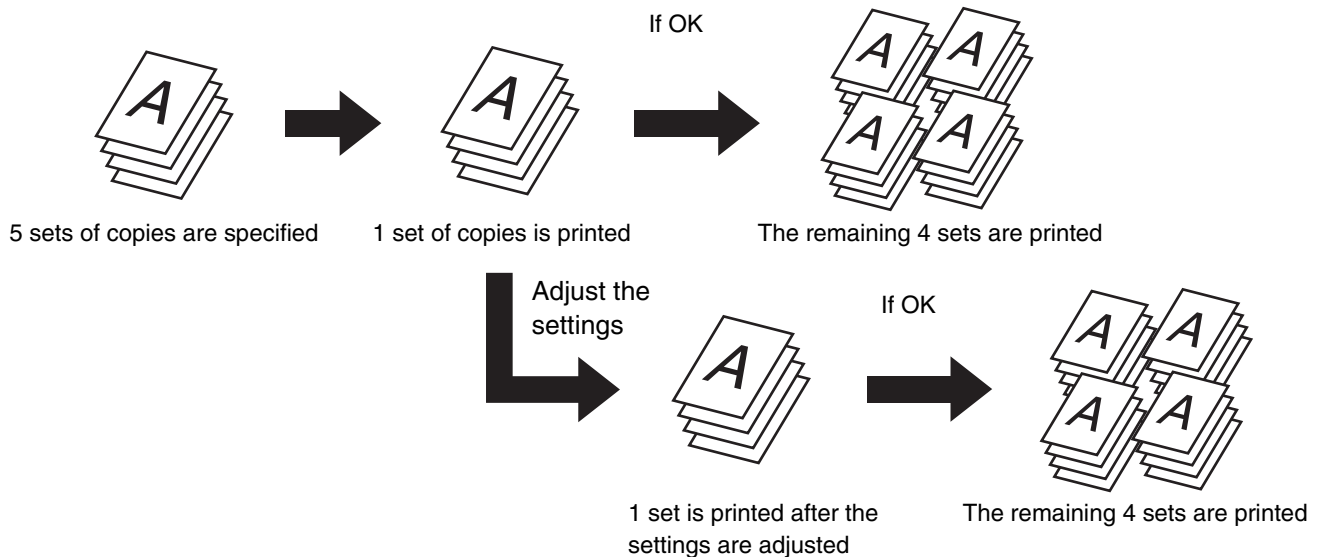 If OK
A
A
A
A
A
A
5 sets of copies are specified
1 set of copies is printed
The remaining 4 sets are printed
Adjust the
settings
If OK
A
A
A
A
A
1 set is printed after the
settings are adjusted
The remaining 4 sets are printed